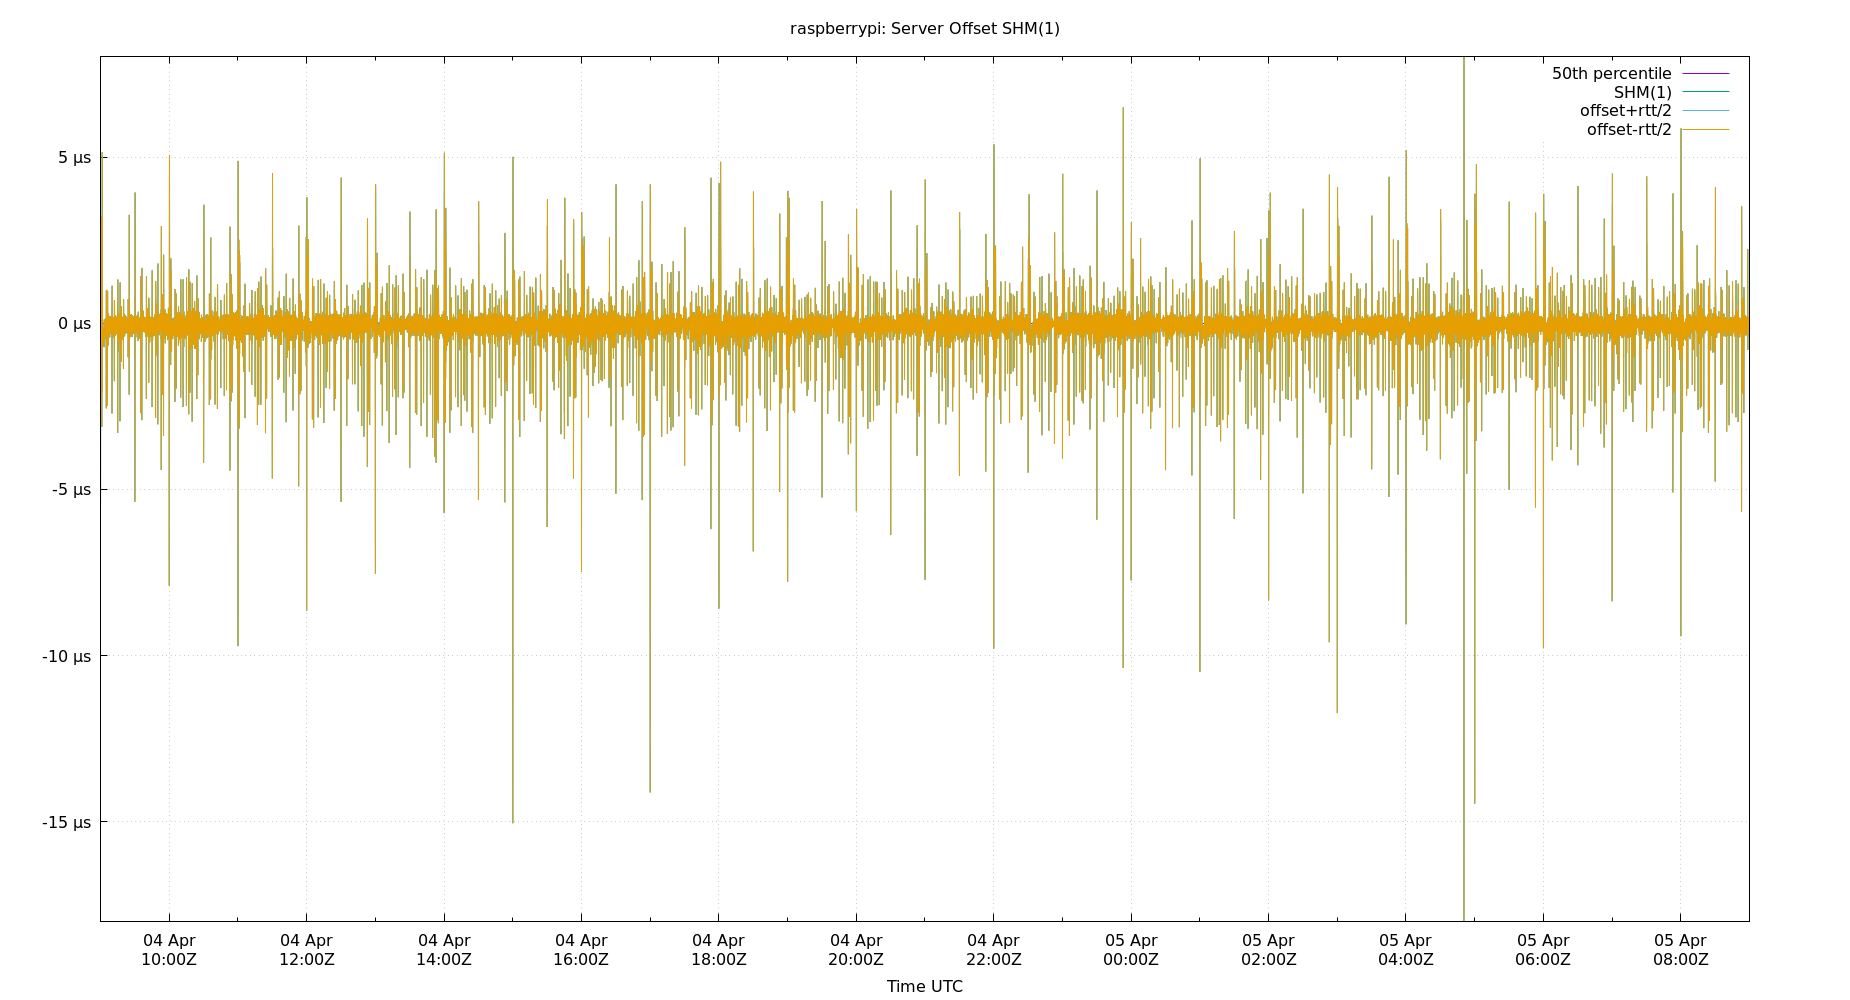 raspberrypi: Server Offset SHM(1)
50th percentile
SHM(1)
offset+rtt/2
offset-rtt/2
5 µs
0 µs
-5 µs
-10 µs
-15 µs
04 Apr 04 Apr 04 Apr 04 Apr 04 Apr 04 Apr 04 Apr 05 Apr 05 Apr 05 Apr 05 Apr 05 Apr
10:00Z 12:00Z 14:00Z 16:00Z 18:00Z 20:00Z 22:00Z 00:00Z 02:00Z 04:00Z 06:00Z 08:00Z
Time UTC